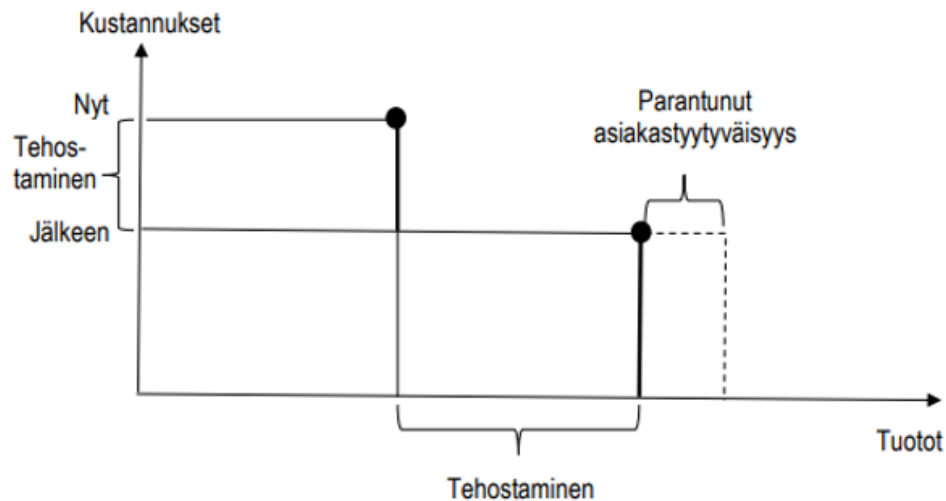 Kustannukset
Nyt
Parantunut
asiakastyytyväisyys
Tehos-
taminen
Jälkeen
Tuotot
Tehostaminen